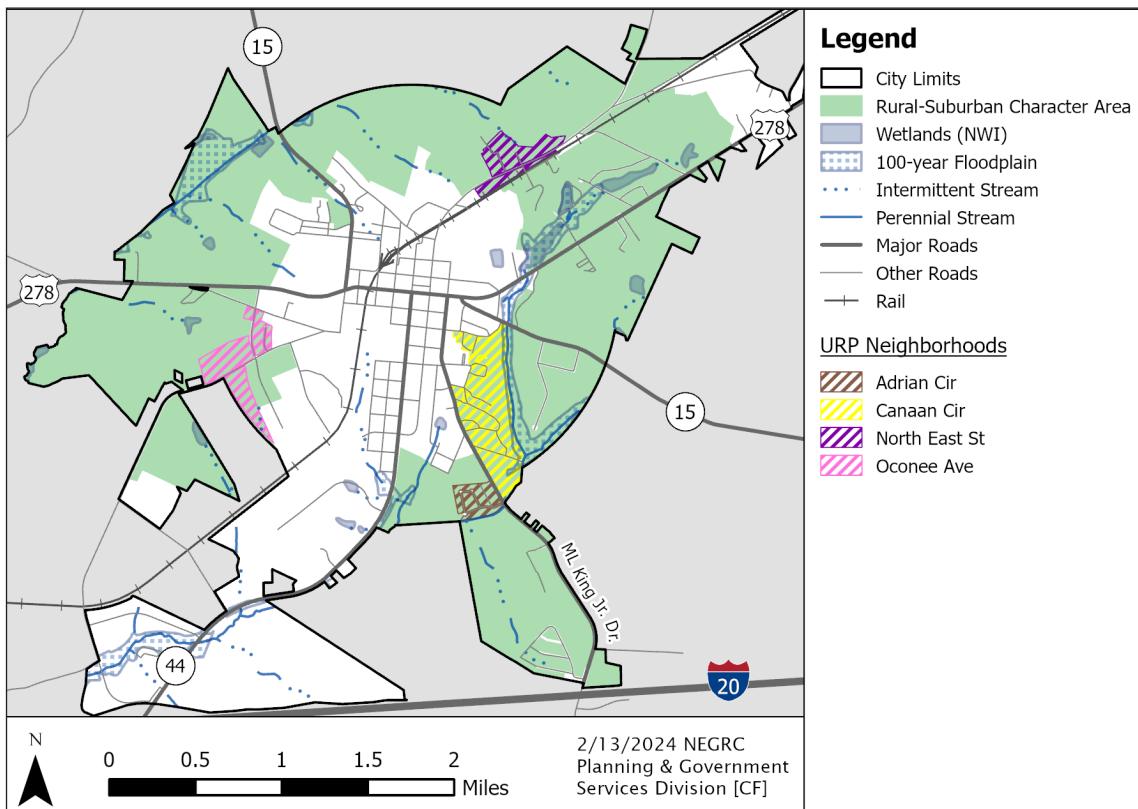 15
278
278
15
ML King Jr. Dr.
44
20
Legend
City Limits
Rural-Suburban Character Area
Wetlands (NWI)
100-year Floodplain
Intermittent Stream
Perennial Stream
Major Roads
Other Roads
Rail
URP Neighborhoods
Adrian Cir
Canaan Cir
North East St
Oconee Ave
N
0 0.5 1 1.5 2
Miles
2/13/2024 NEGRC
Planning & Government
Services Division [CF]